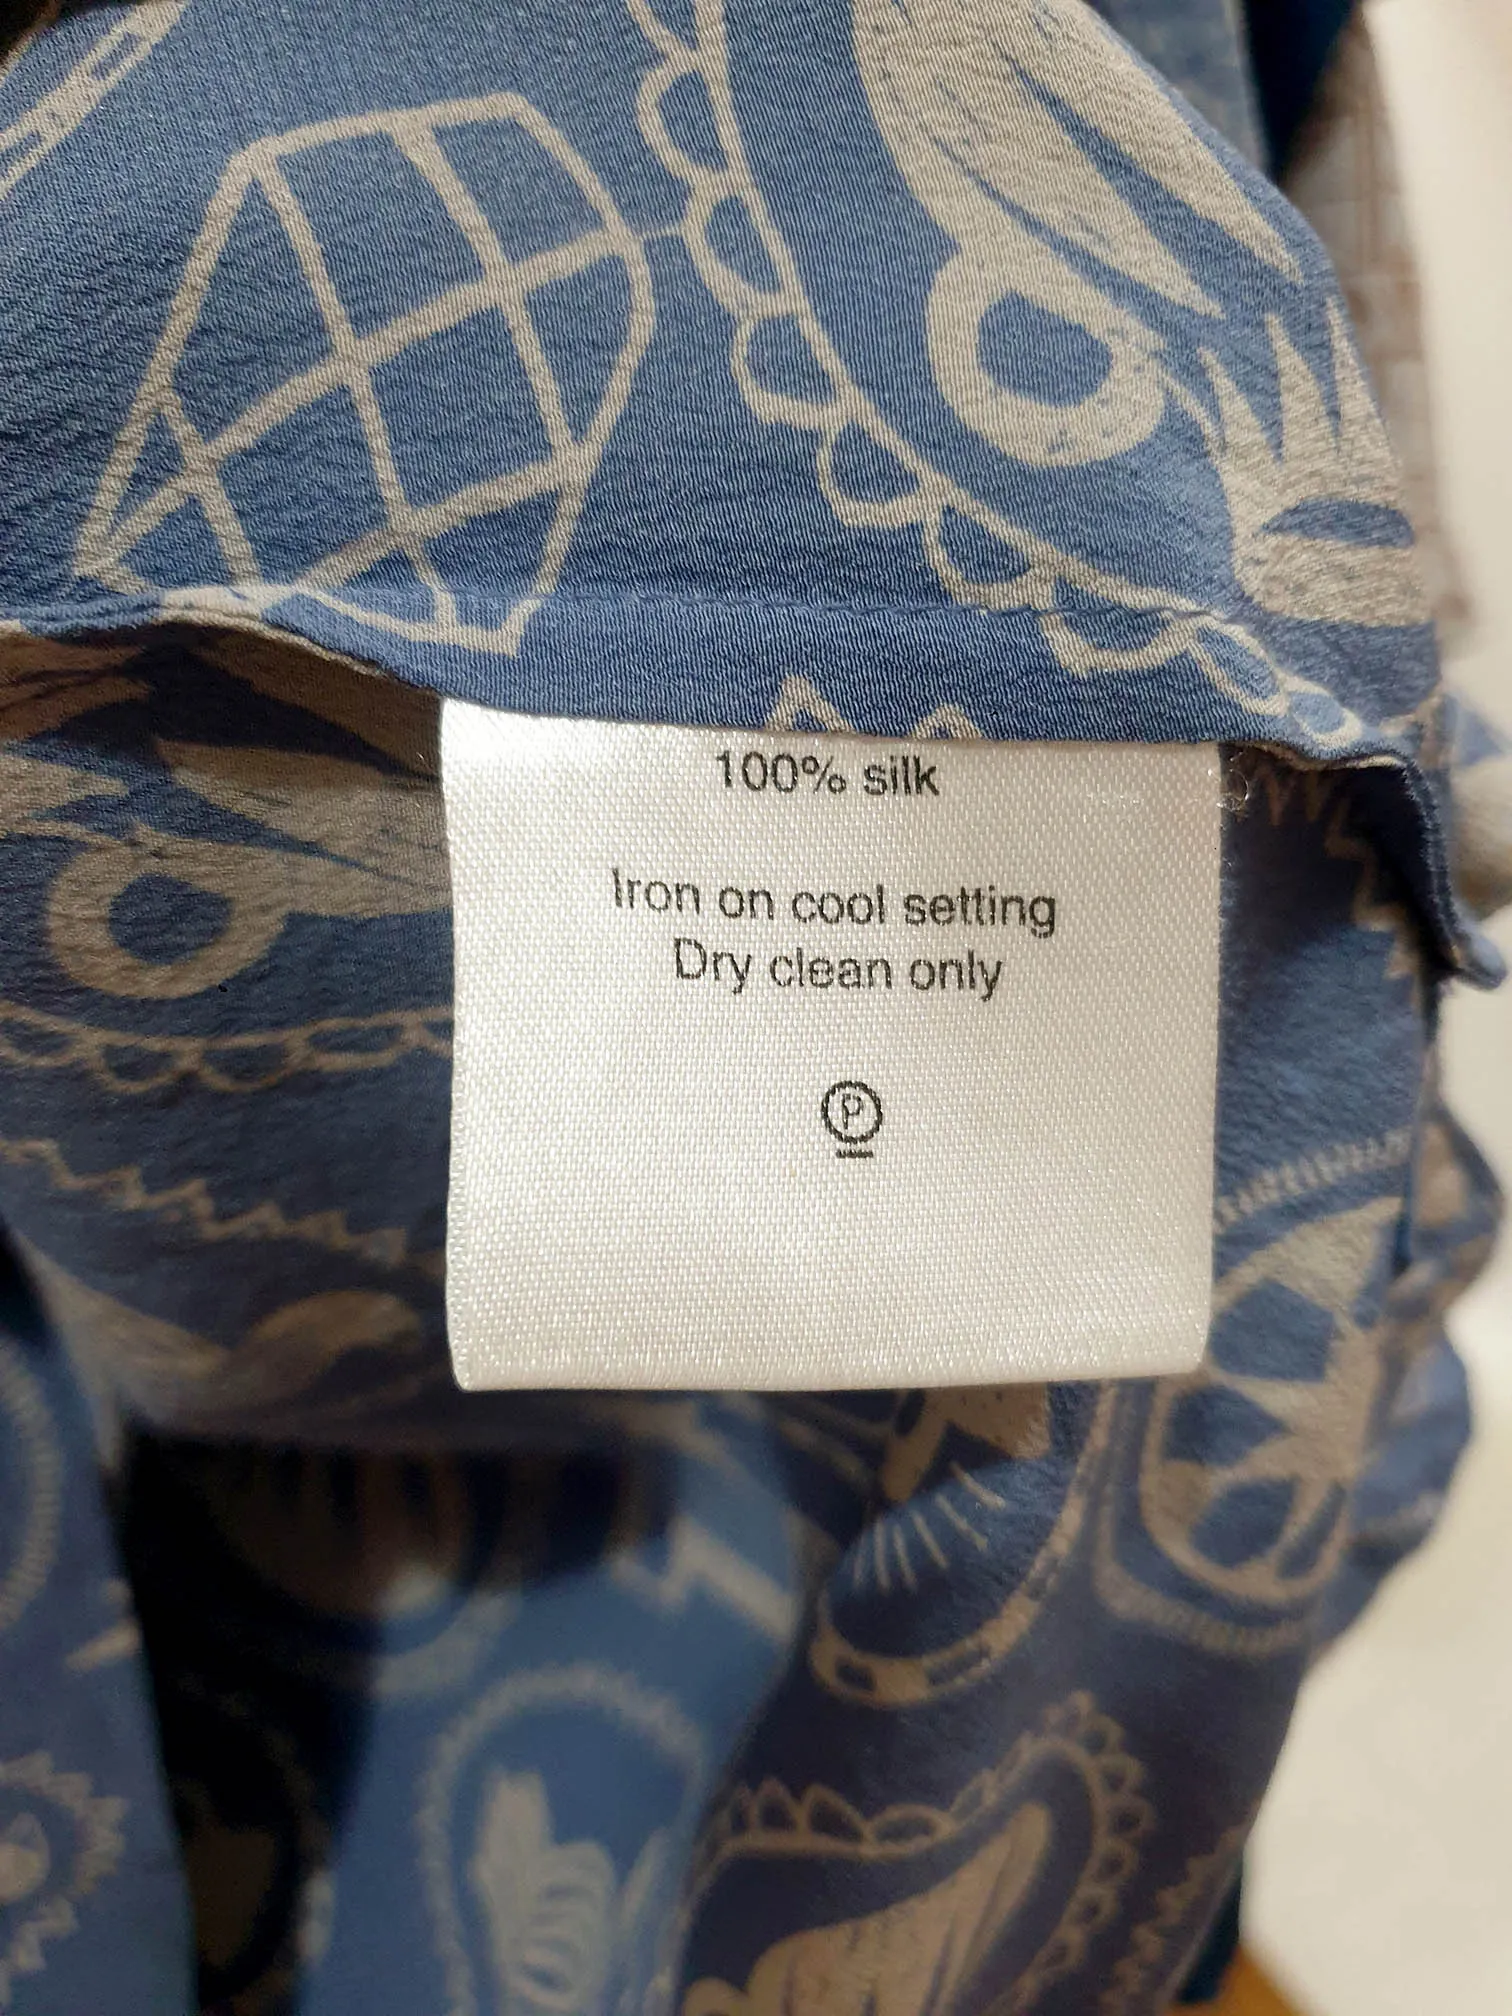 100% silk
Iron on cool setting
Dry clean only
P